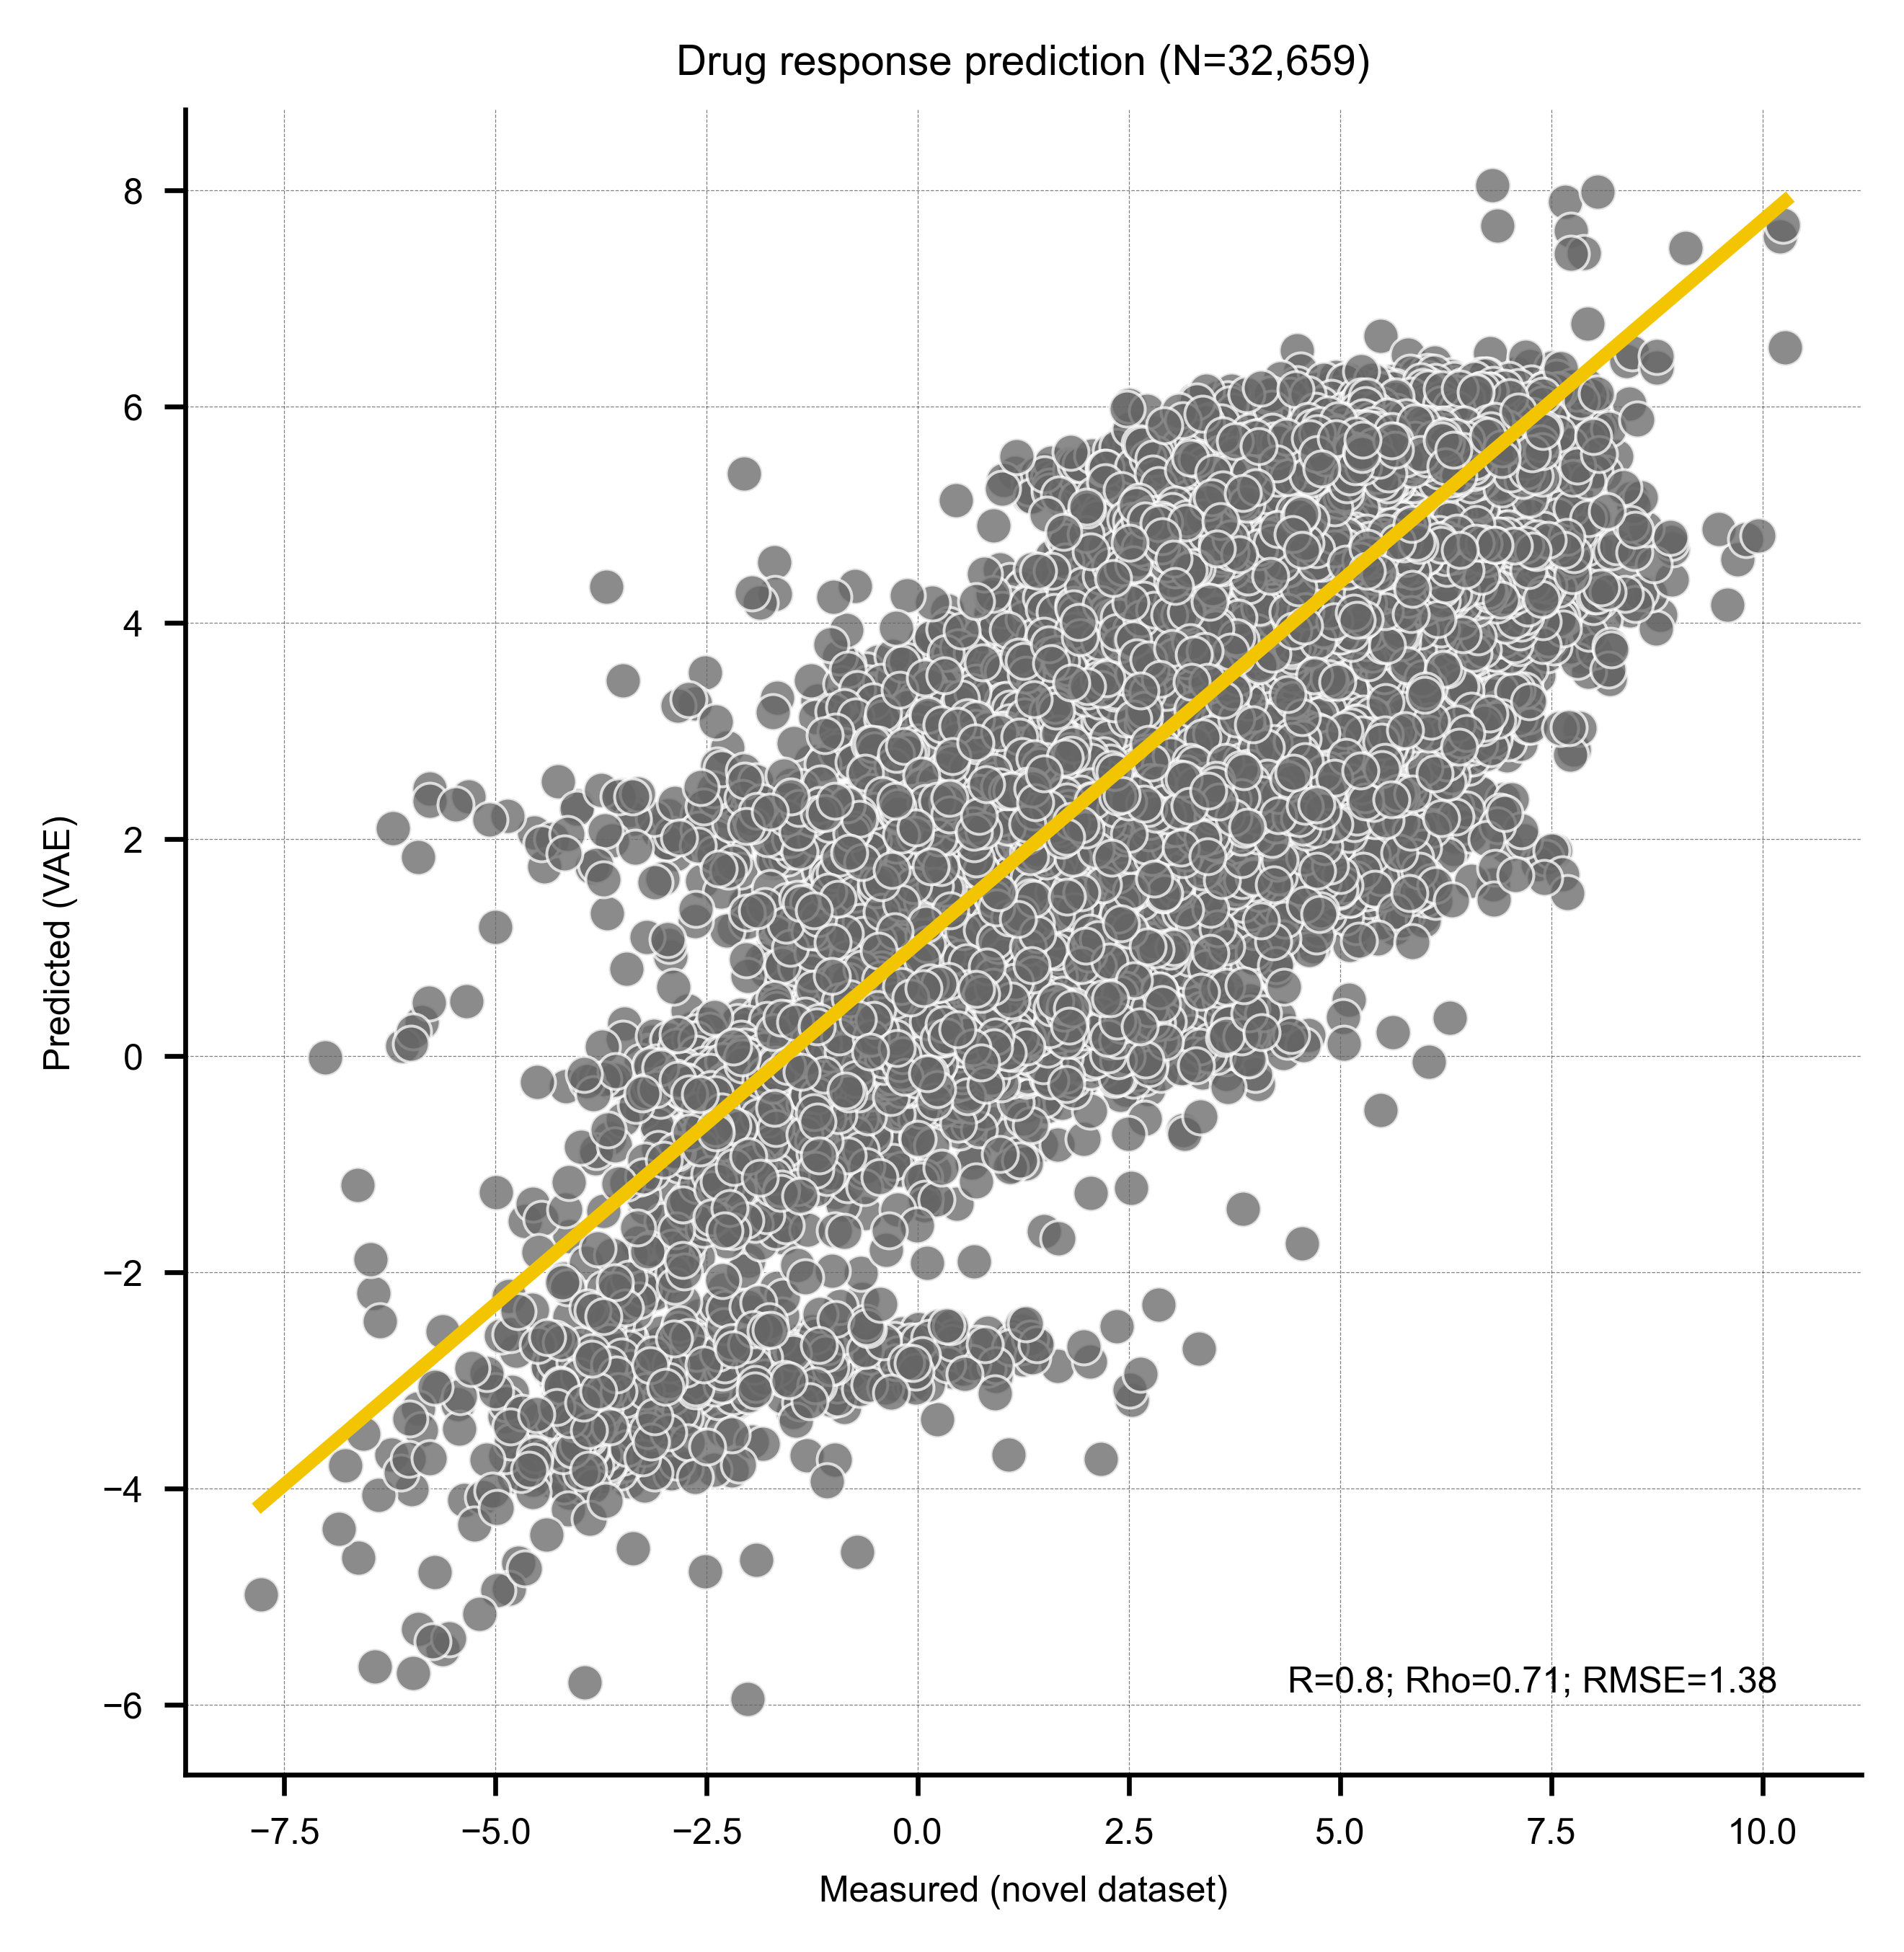 Drug response prediction (N=32,659)
8
6
4
2
0
−2
−4
−6
Predicted (VAE)
R=0.8; Rho=0.71; RMSE=1.38
−7.5 −5.0 −2.5 0.0 2.5 5.0 7.5 10.0
Measured (novel dataset)